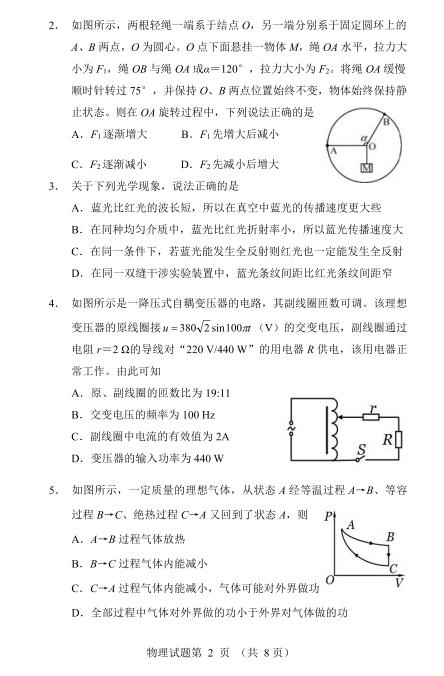 2. 如图所示，两根轻绳一端系于结点 O，另一端分别系于固定圆环上的
A、B 两点，O 为圆心。O 点下面悬挂一物体 M，绳 OA 水平，拉力大
小为 F₁，绳 OB 与绳 OA 成α＝120°，拉力大小为 F₂。将绳 OA 缓慢
顺时针转过 75°，并保持 O、B 两点位置始终不变，物体始终保持静
止状态。则在 OA 旋转过程中，下列说法正确的是
A．F₁ 逐渐增大 B．F₁ 先增大后减小
C．F₂ 逐渐减小 D．F₂ 先减小后增大
B
α
A
O
M
3. 关于下列光学现象，说法正确的是
A．蓝光比红光的波长短，所以在真空中蓝光的传播速度更大些
B．在同种均匀介质中，蓝光比红光折射率小，所以蓝光传播速度大
C．在同一条件下，若蓝光能发生全反射则红光也一定能发生全反射
D．在同一双缝干涉实验装置中，蓝光条纹间距比红光条纹间距窄
4. 如图所示是一降压式自耦变压器的电路，其副线圈匝数可调。该理想
变压器的原线圈接 u＝380√2 sin100πt （V）的交变电压，副线圈通过
电阻 r＝2 Ω的导线对“220 V/440 W”的用电器 R 供电，该用电器正
常工作。由此可知
A．原、副线圈的匝数比为 19:11
B．交变电压的频率为 100 Hz
C．副线圈中电流的有效值为 2A
D．变压器的输入功率为 440 W
r
R
S
5. 如图所示，一定质量的理想气体，从状态 A 经等温过程 A→B、等容
过程 B→C、绝热过程 C→A 又回到了状态 A，则
A．A→B 过程气体放热
B．B→C 过程气体内能减小
C．C→A 过程气体内能减小，气体可能对外界做功
D．全部过程中气体对外界做的功小于外界对气体做的功
P
A
B
C
O
V
物理试题第 2 页 （共 8 页）